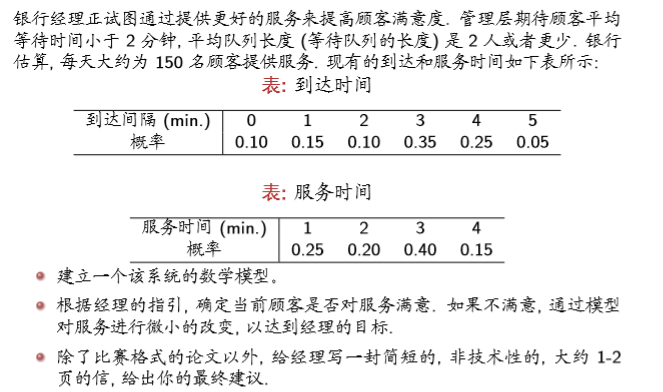 银行经理正试图通过提供更好的服务来提高顾客满意度. 管理层期待顾客平均
等待时间小于 2 分钟, 平均队列长度 (等待队列的长度) 是 2 人或者更少. 银行
估算, 每天大约为 150 名顾客提供服务. 现有的到达和服务时间如下表所示:
表: 到达时间
到达间隔 (min.) 0 1 2 3 4 5
概率 0.10 0.15 0.10 0.35 0.25 0.05
表: 服务时间
服务时间 (min.) 1 2 3 4
概率 0.25 0.20 0.40 0.15
建立一个该系统的数学模型。
根据经理的指引, 确定当前顾客是否对服务满意. 如果不满意, 通过模型
对服务进行微小的改变, 以达到经理的目标.
除了比赛格式的论文以外, 给经理写一封简短的, 非技术性的, 大约 1-2
页的信, 给出你的最终建议.